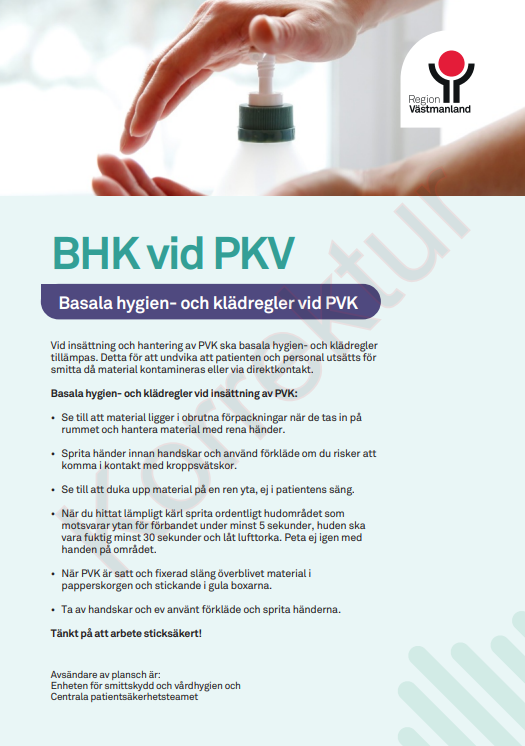 Region
Västmanland
BHK vid PKV
Basala hygien- och klädregler vid PVK
Vid insättning och hantering av PVK ska basala hygien- och klädregler
tillämpas. Detta för att undvika att patienten och personal utsätts för
smitta då material kontamineras eller via direktkontakt.
Basala hygien- och klädregler vid insättning av PVK:
• Se till att material ligger i obrutna förpackningar när de tas in på
rummet och hantera material med rena händer.
• Sprita händer innan handskar och använd förkläde om du risker att
komma i kontakt med kroppsvätskor.
• Se till att duka upp material på en ren yta, ej i patientens säng.
• När du hittat lämpligt kärl sprita ordentligt hudområdet som
motsvarar ytan för förbandet under minst 5 sekunder, huden ska
vara fuktig minst 30 sekunder och låt lufttorka. Peta ej igen med
handen på området.
• När PVK är satt och fixerad släng överblivet material i
papperskorgen och stickande i gula boxarna.
• Ta av handskar och ev använt förkläde och sprita händerna.
Tänkt på att arbete sticksäkert!
Avsändare av plansch är:
Enheten för smittskydd och vårdhygien och
Centrala patientsäkerhetsteamet
Korrektur